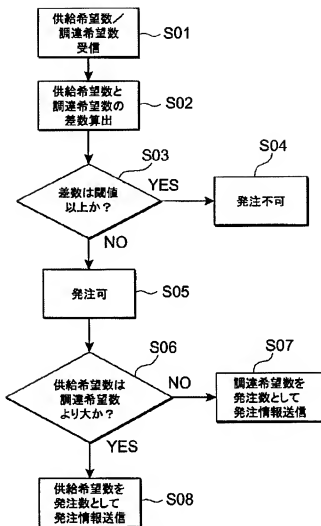 供給希望数／
調達希望数
受信
S01
供給希望数と
調達希望数の
差数算出
S02
S03
差数は閾値
以上か？
YES
S04
発注不可
NO
発注可
S05
S06
供給希望数は
調達希望数
より大か？
NO
S07
調達希望数を
発注数として
発注情報送信
YES
供給希望数を
発注数として
発注情報送信
S08